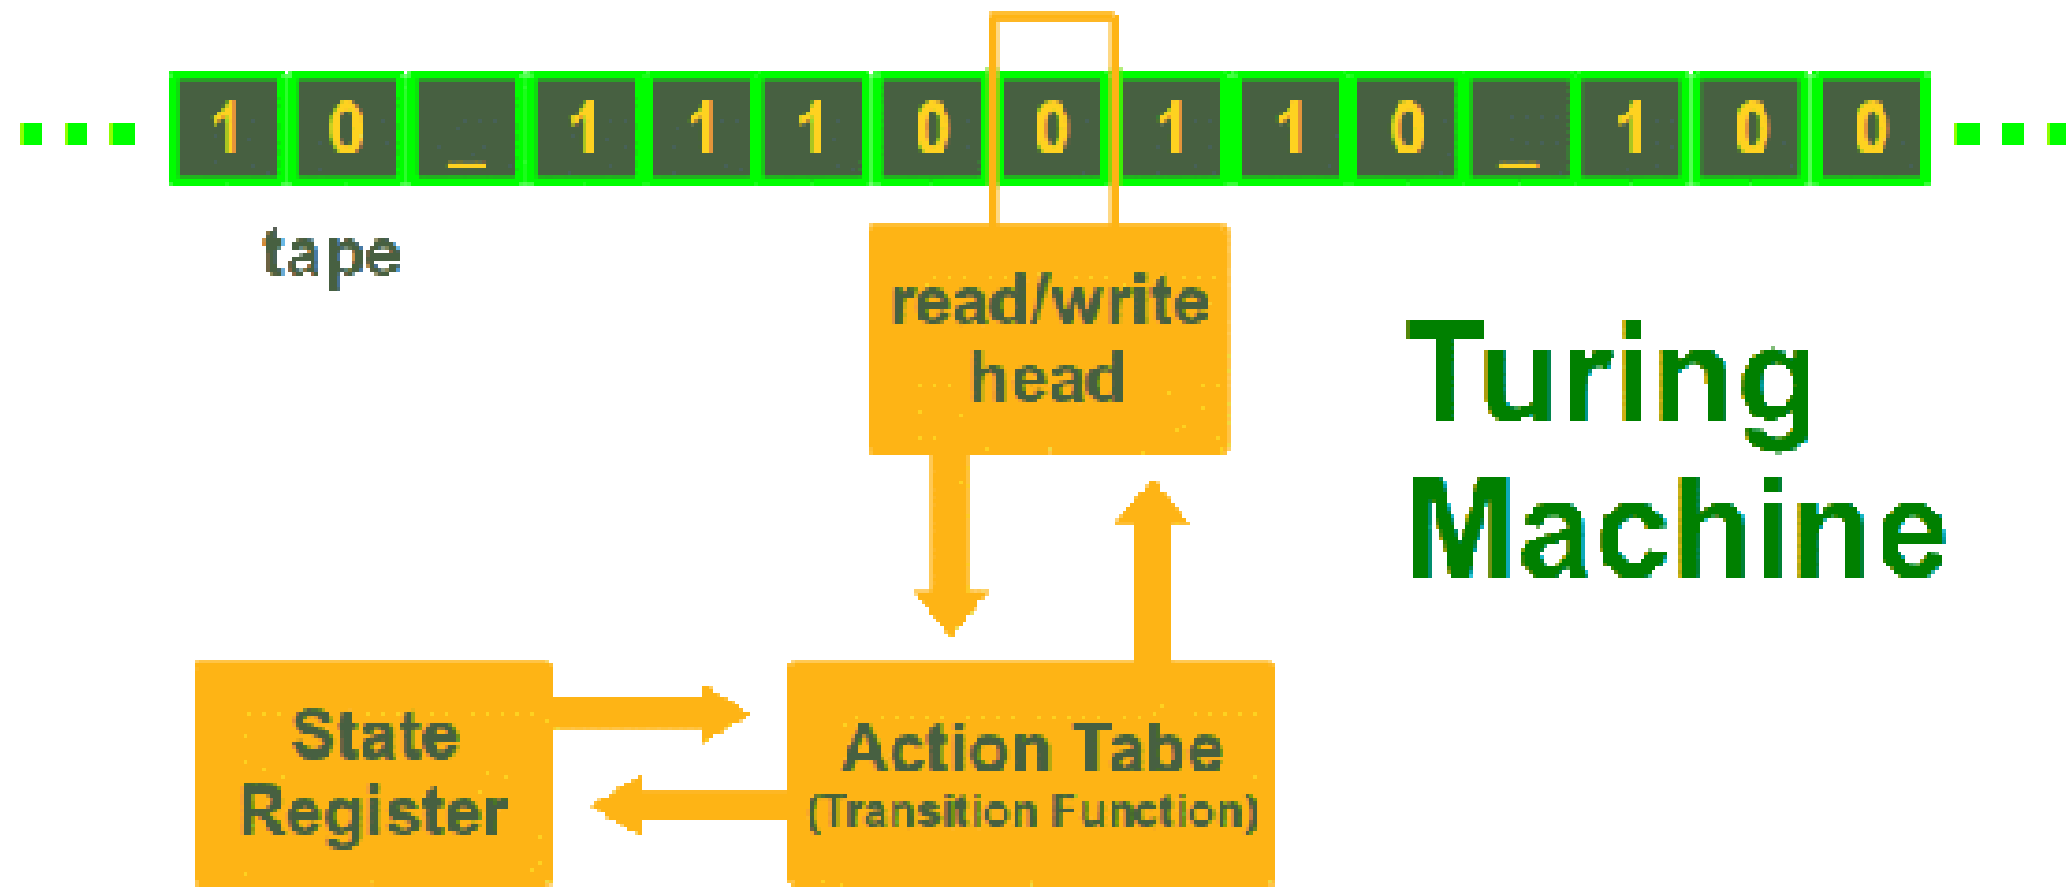 1 0 _ 1 1 1 0 0 1 1 0 _ 1 0 0
tape
read/write
head
Turing
Machine
State
Register
Action Tabe
(Transition Function)